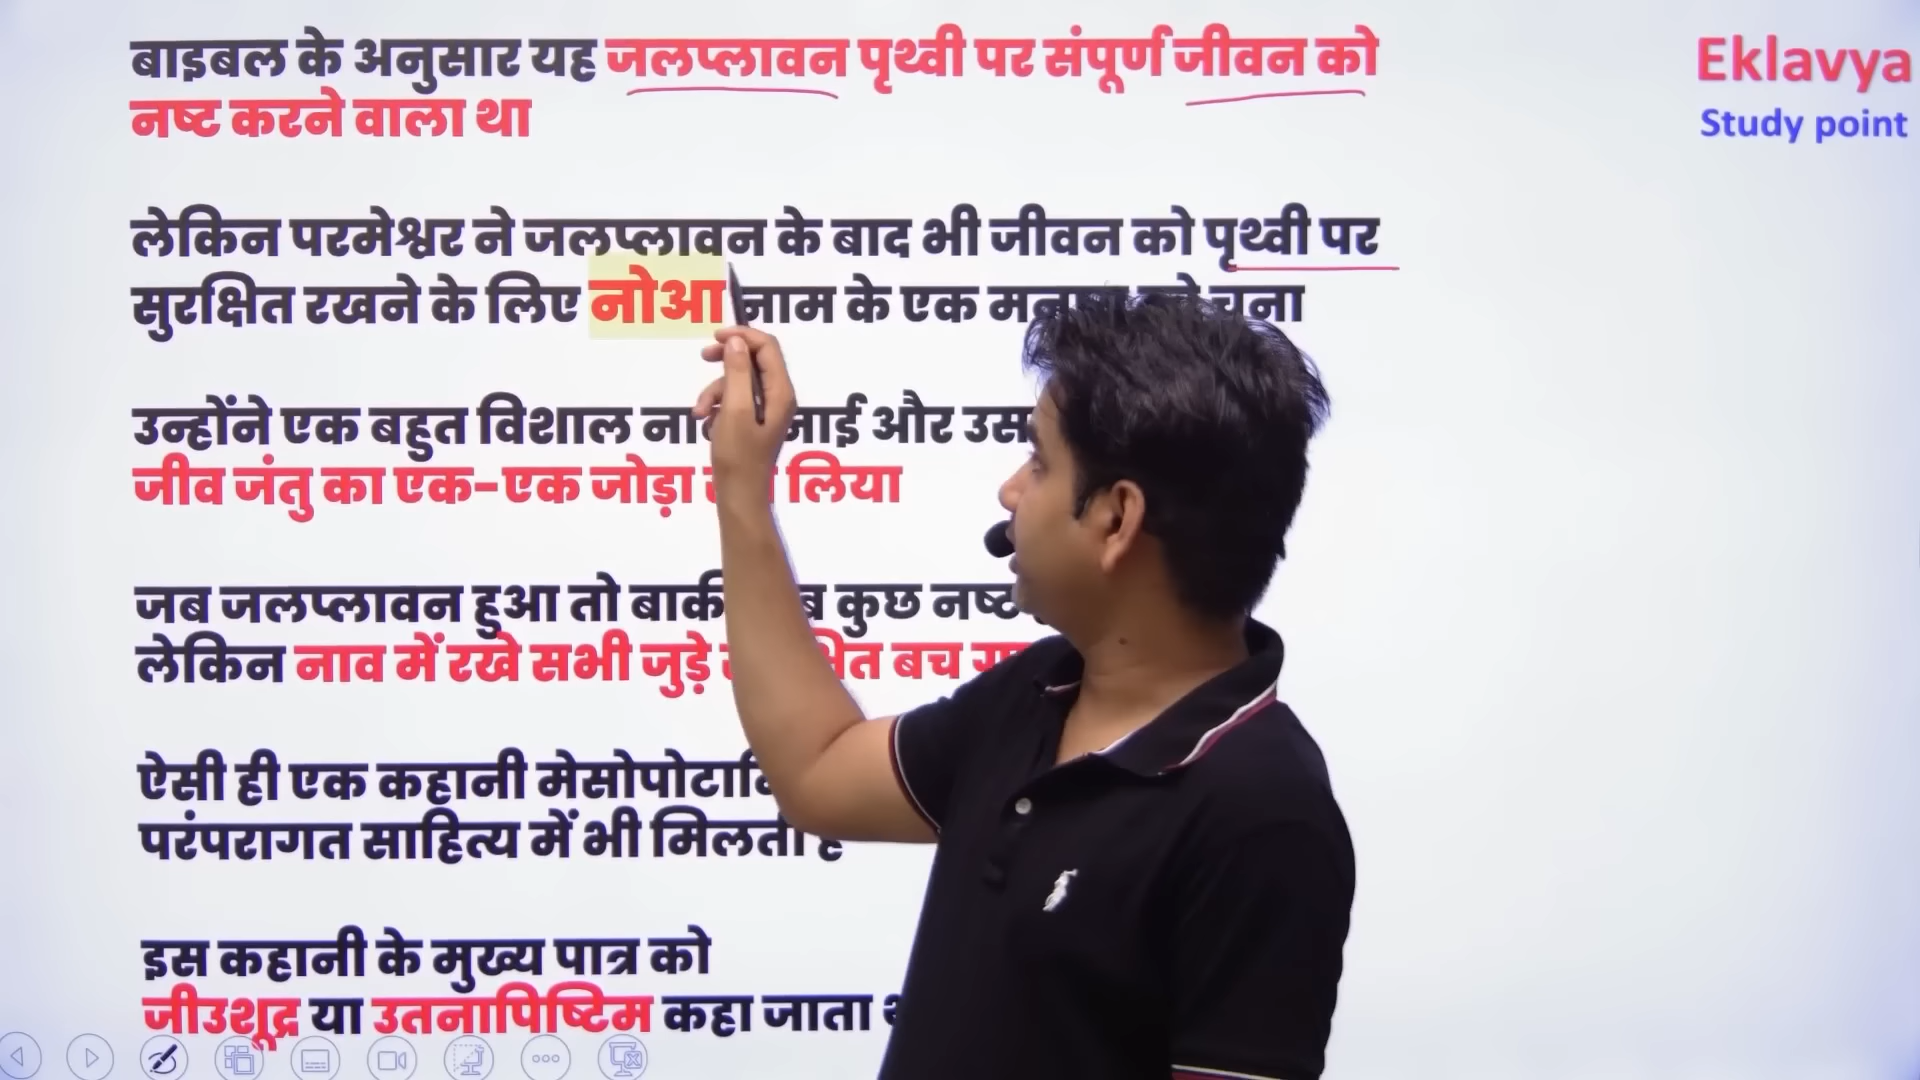 बाइबल के अनुसार यह जलप्लावन पृथ्वी पर संपूर्ण जीवन को
नष्ट करने वाला था
Eklavya
Study point
लेकिन परमेश्वर ने जलप्लावन के बाद भी जीवन को पृथ्वी पर
सुरक्षित रखने के लिए नोआ नाम के एक चुना
उन्होंने एक बहुत विशाल और
जीव जंतु का एक-एक जोड़ा लिया
जब जलप्लावन हुआ तो कुछ
लेकिन नाव में रखे सभी जुड़े बच
ऐसी ही एक कहानी
परंपरागत साहित्य में भी मिलती है
इस कहानी के मुख्य पात्र को
जीउशूद्र या उतनापिष्टिम कहा जाता